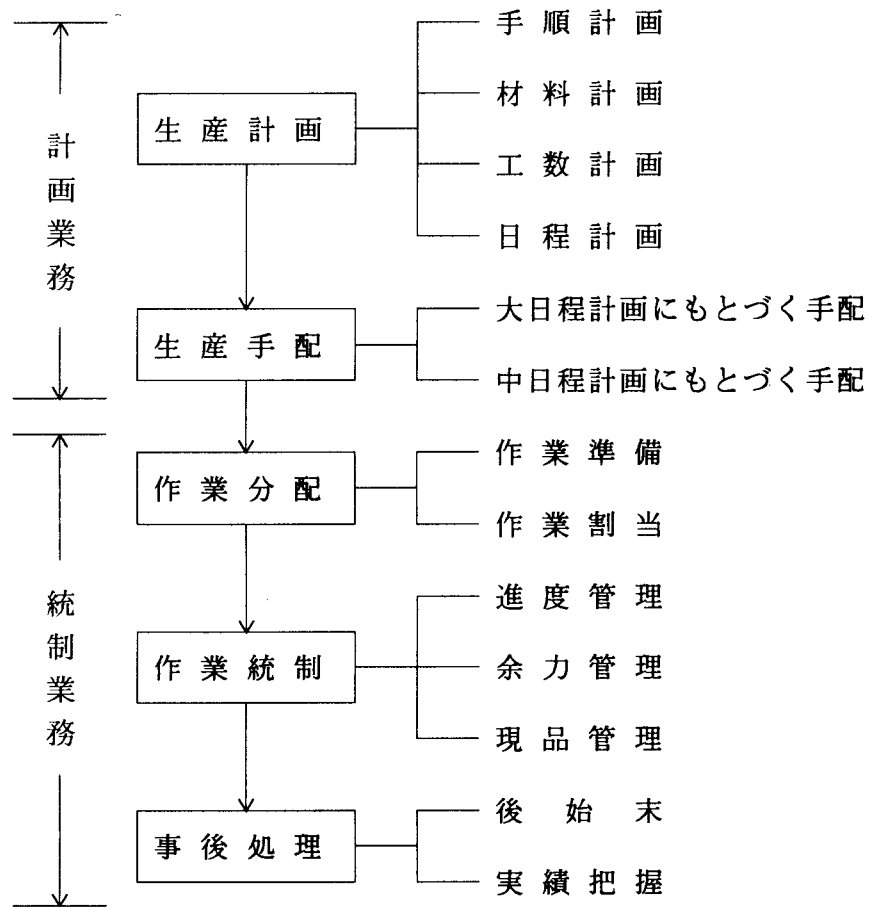 計画業務
統制業務
生産計画
手順計画
材料計画
工数計画
日程計画
生産手配
大日程計画にもとづく手配
中日程計画にもとづく手配
作業分配
作業準備
作業割当
作業統制
進度管理
余力管理
現品管理
事後処理
後始末
実績把握